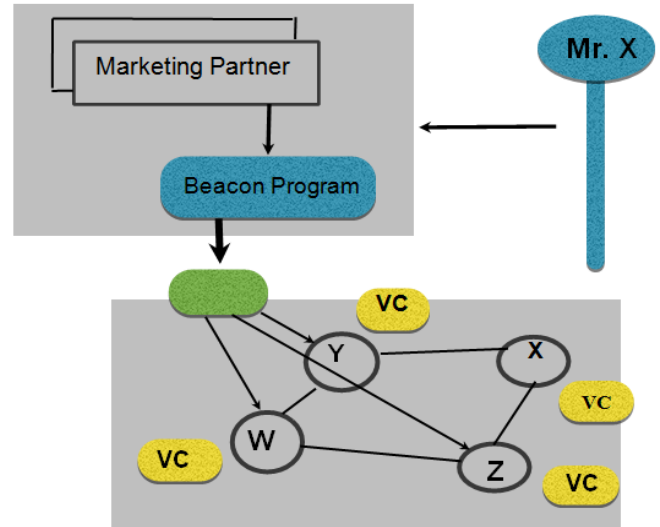 Marketing Partner
Mr. X
Beacon Program
VC
Y
X
VC
W
VC
Z
VC